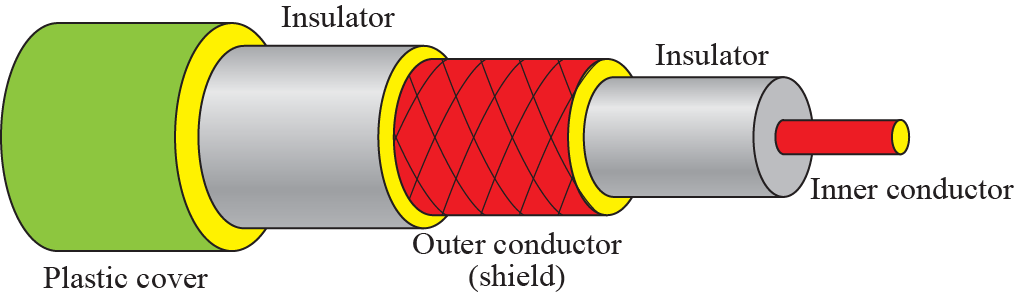 Insulator
Insulator
Inner conductor
Outer conductor
(shield)
Plastic cover